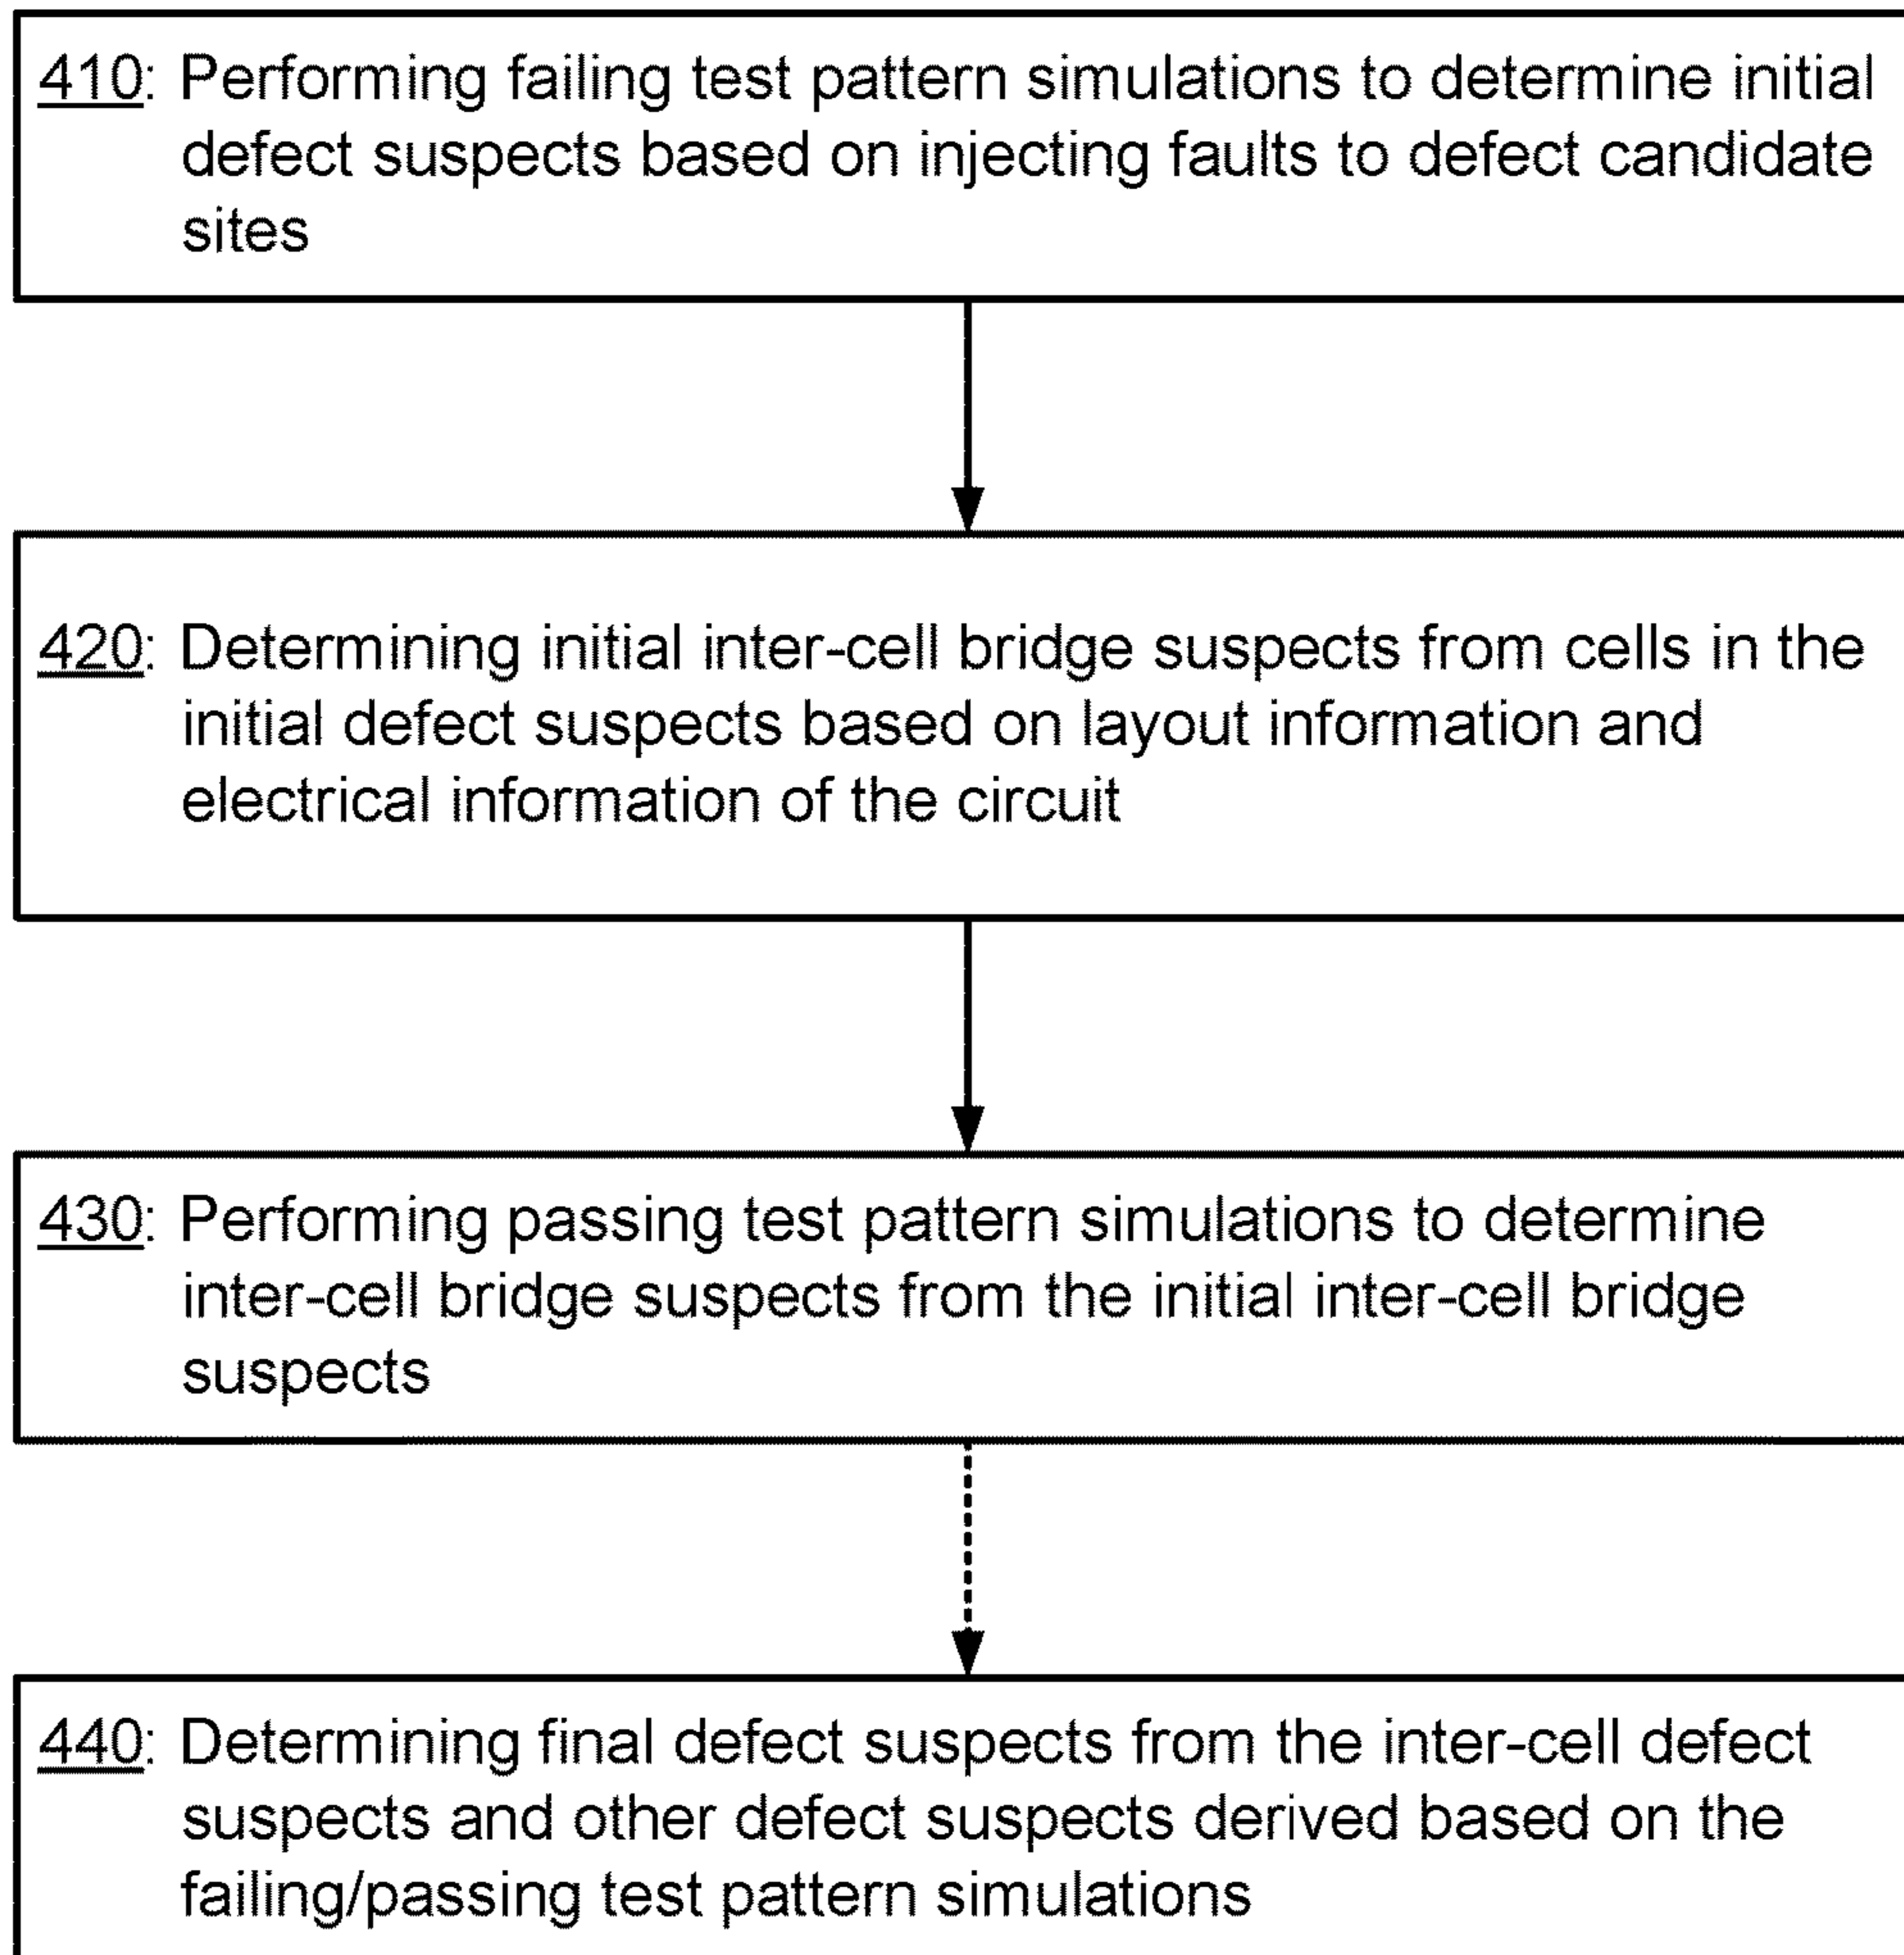 410: Performing failing test pattern simulations to determine initial
defect suspects based on injecting faults to defect candidate
sites
420: Determining initial inter-cell bridge suspects from cells in the
initial defect suspects based on layout information and
electrical information of the circuit
430: Performing passing test pattern simulations to determine
inter-cell bridge suspects from the initial inter-cell bridge
suspects
440: Determining final defect suspects from the inter-cell defect
suspects and other defect suspects derived based on the
failing/passing test pattern simulations